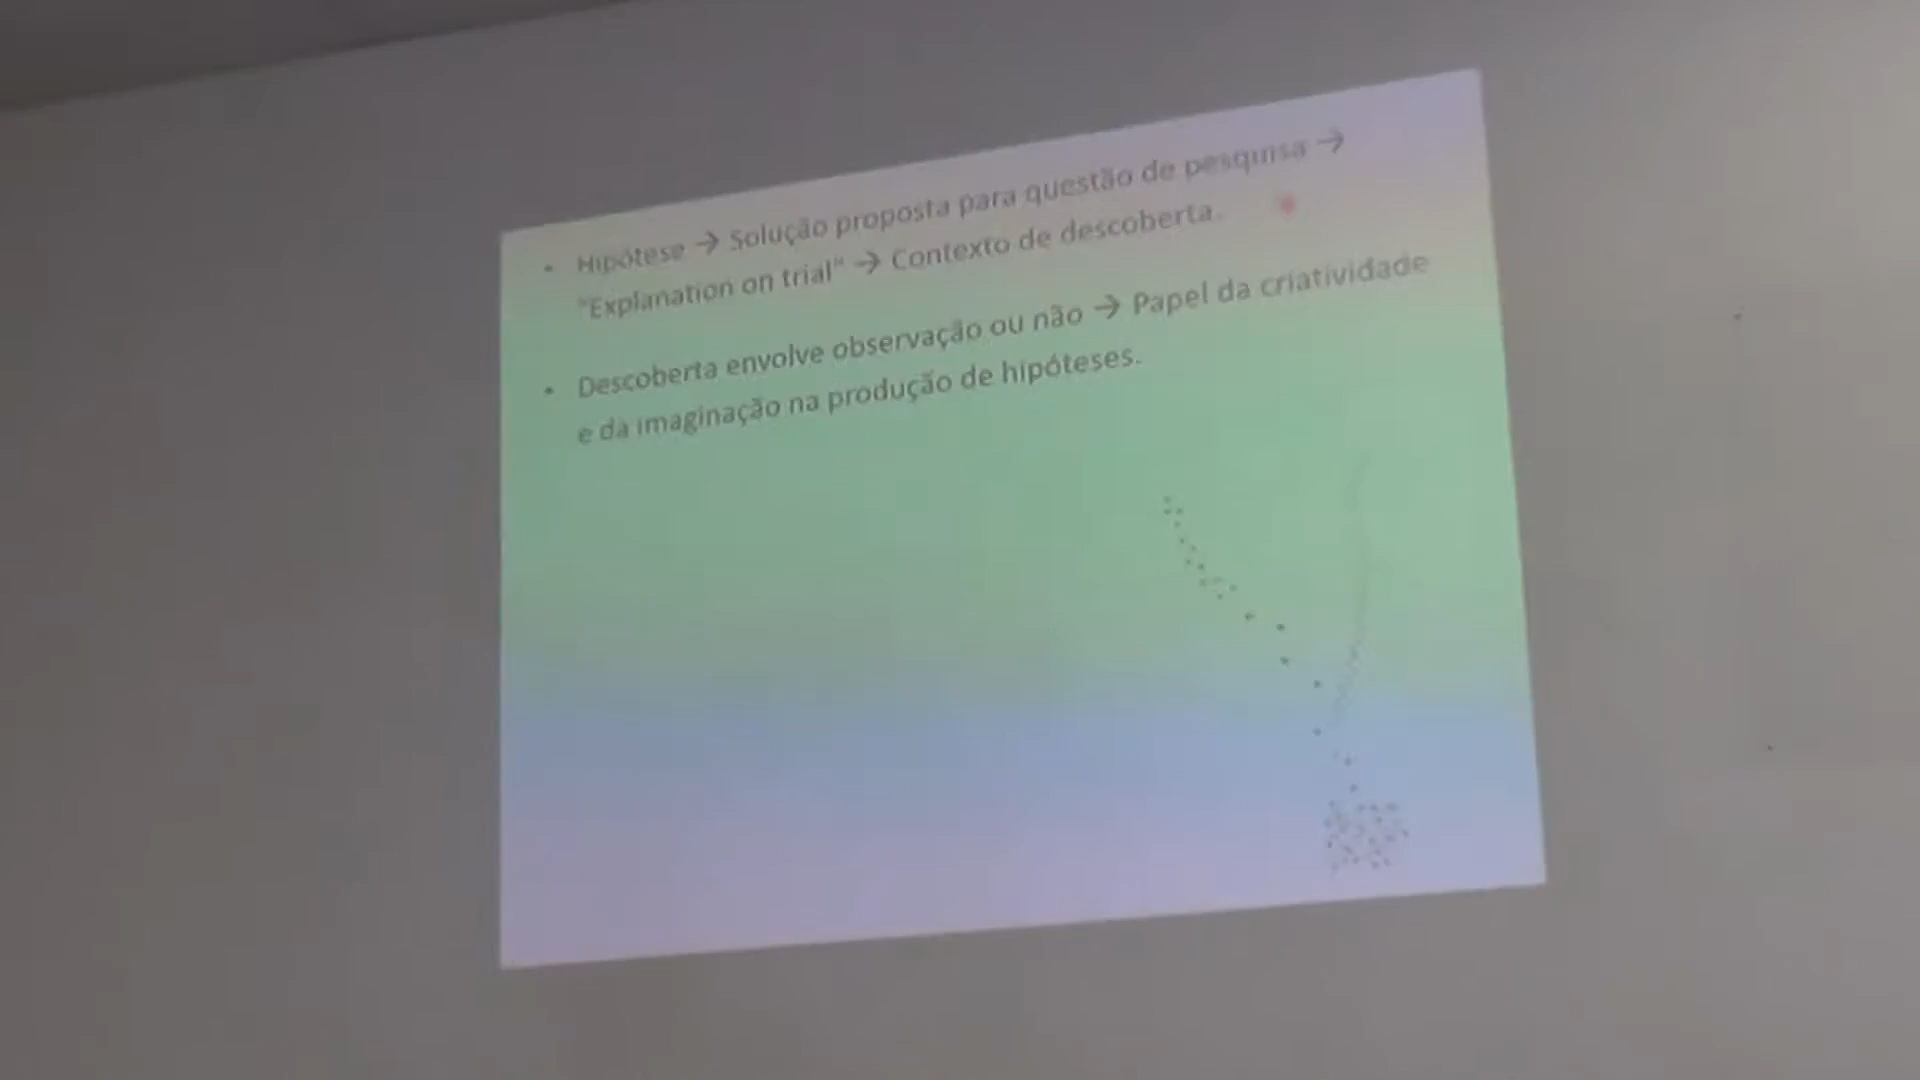 • Hipótese → Solução proposta para questão de pesquisa →
"Explanation on trial" → Contexto de descoberta.
• Descoberta envolve observação ou não → Papel da criatividade
e da imaginação na produção de hipóteses.